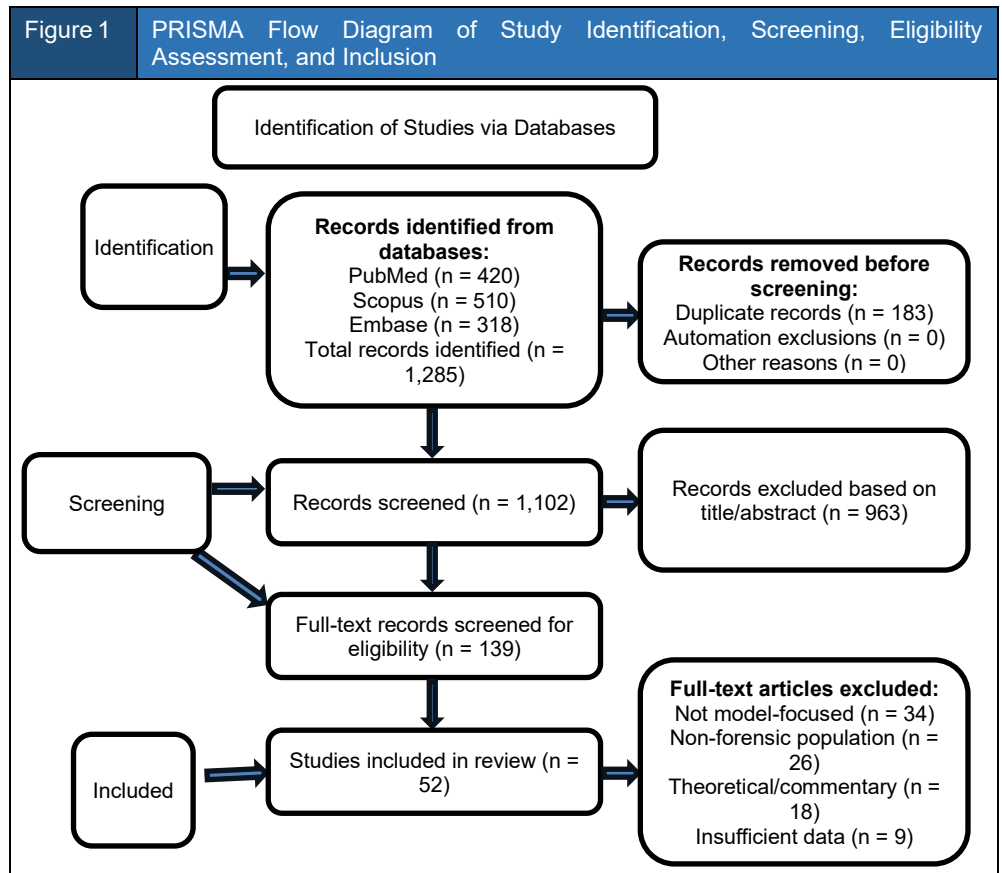 Figure 1
PRISMA Flow Diagram of Study Identification, Screening, Eligibility
Assessment, and Inclusion
Identification of Studies via Databases
Identification
Records identified from
databases:
PubMed (n = 420)
Scopus (n = 510)
Embase (n = 318)
Total records identified (n =
1,285)
Records removed before
screening:
Duplicate records (n = 183)
Automation exclusions (n = 0)
Other reasons (n = 0)
Screening
Records screened (n = 1,102)
Records excluded based on
title/abstract (n = 963)
Full-text records screened for
eligibility (n = 139)
Included
Studies included in review (n =
52)
Full-text articles excluded:
Not model-focused (n = 34)
Non-forensic population (n =
26)
Theoretical/commentary (n =
18)
Insufficient data (n = 9)